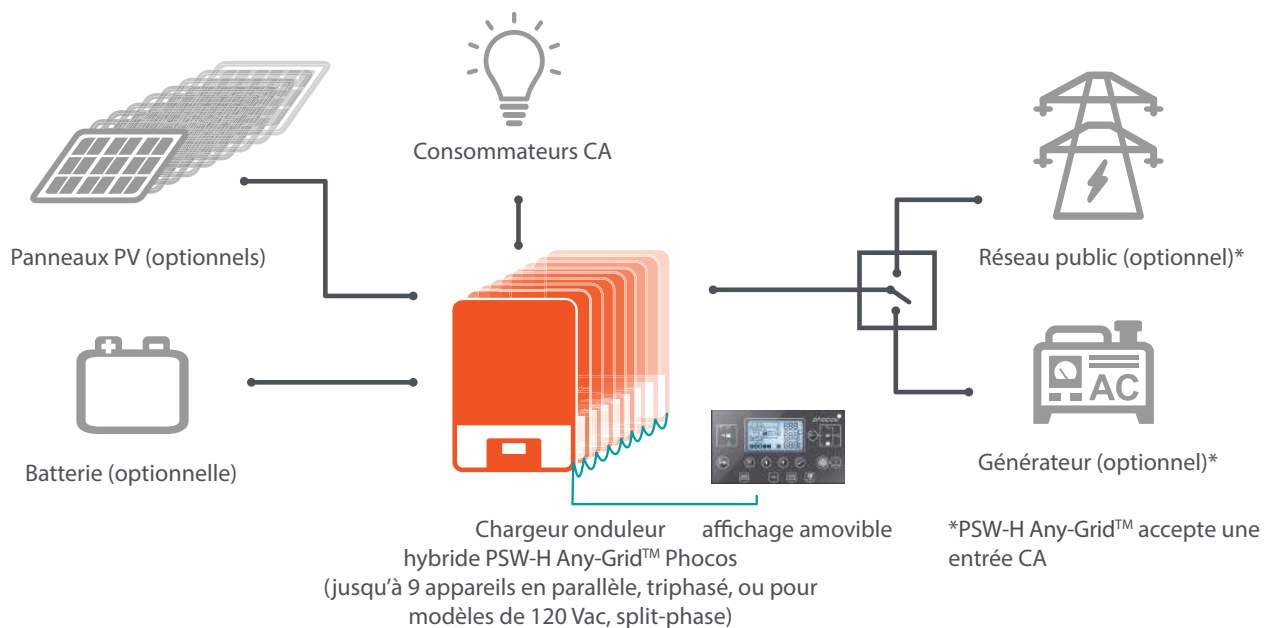 Consommateurs CA
Panneaux PV (optionnels)
Réseau public (optionnel)*
AC
phocos
Batterie (optionnelle)
Générateur (optionnel)*
Chargeur onduleur
hybride PSW-H Any-Grid™ Phocos
(jusqu'à 9 appareils en parallèle, triphasé, ou pour
modèles de 120 Vac, split-phase)
affichage amovible
*PSW-H Any-Grid™ accepte une
entrée CA